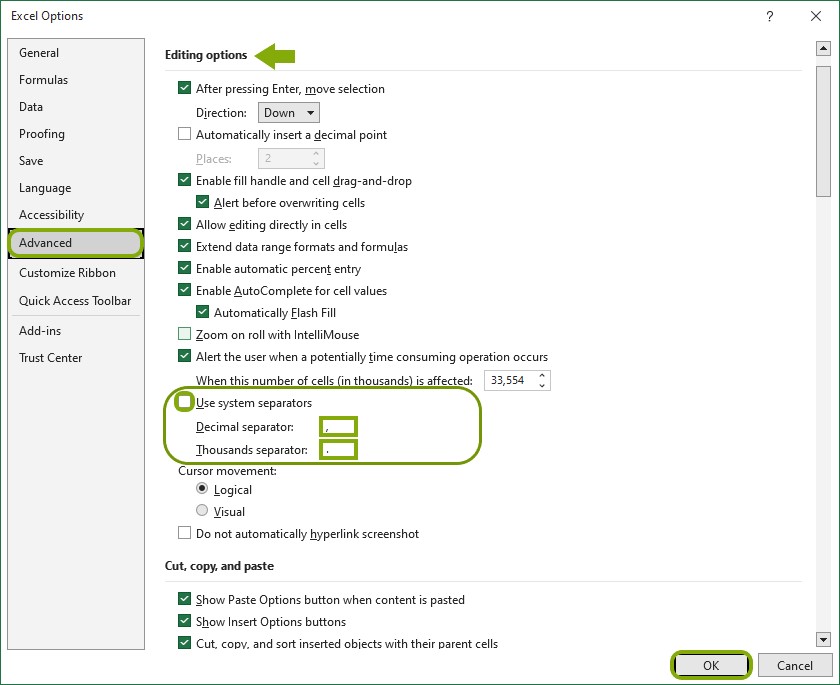 Excel Options
?
General
Formulas
Data
Proofing
Save
Language
Accessibility
Advanced
Customize Ribbon
Quick Access Toolbar
Add-ins
Trust Center
Editing options
After pressing Enter, move selection
Direction: Down
Automatically insert a decimal point
Places: 2
Enable fill handle and cell drag-and-drop
Alert before overwriting cells
Allow editing directly in cells
Extend data range formats and formulas
Enable automatic percent entry
Enable AutoComplete for cell values
Automatically Flash Fill
Zoom on roll with IntelliMouse
Alert the user when a potentially time consuming operation occurs
When this number of cells (in thousands) is affected: 33,554
Use system separators
Decimal separator: ,
Thousands separator: .
Cursor movement:
Logical
Visual
Do not automatically hyperlink screenshot
Cut, copy, and paste
Show Paste Options button when content is pasted
Show Insert Options buttons
Cut, copy, and sort inserted objects with their parent cells
OK
Cancel